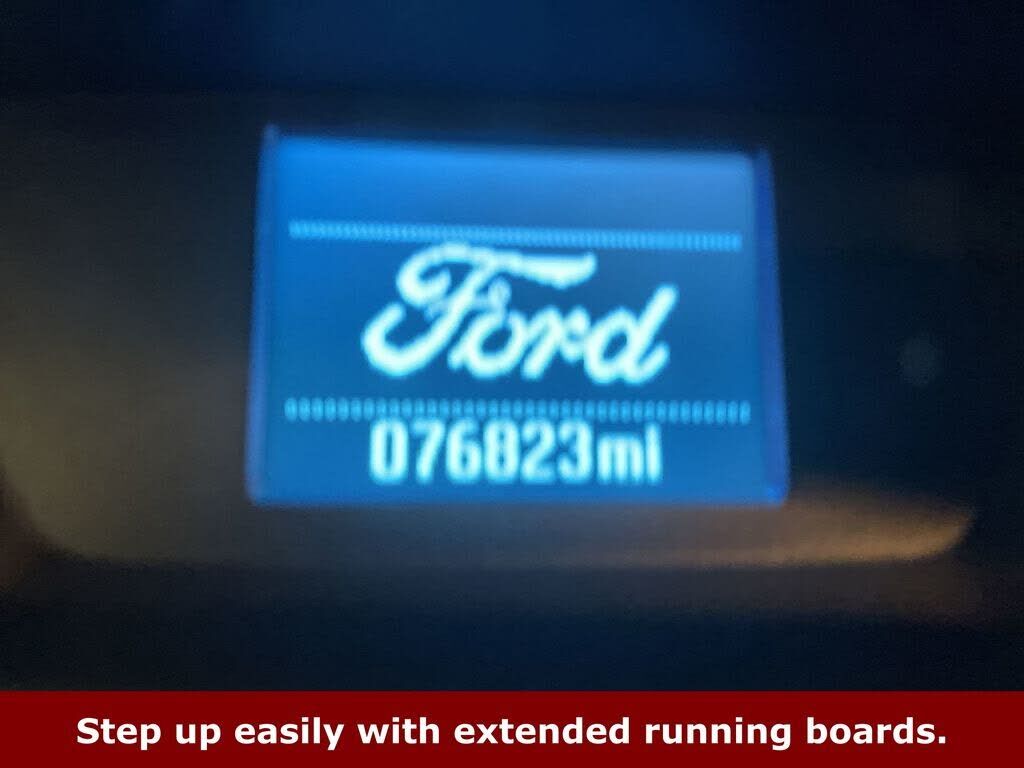 Ford
076823mi
Step up easily with extended running boards.